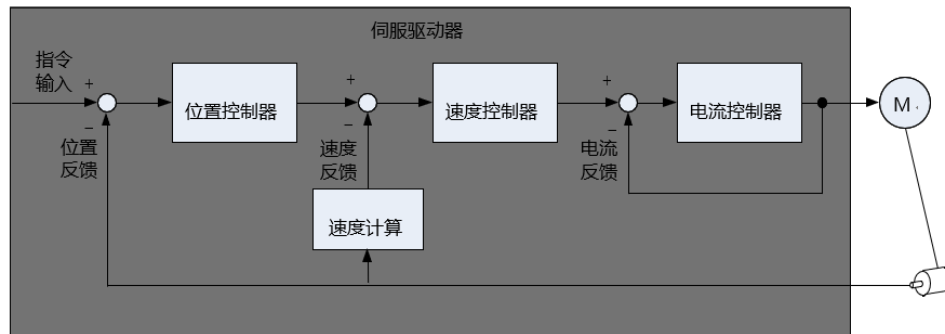 伺服驱动器
指令
输入
+
−
位置
反馈
位置控制器
+
−
速度
反馈
速度计算
速度控制器
+
−
电流
反馈
电流控制器
M